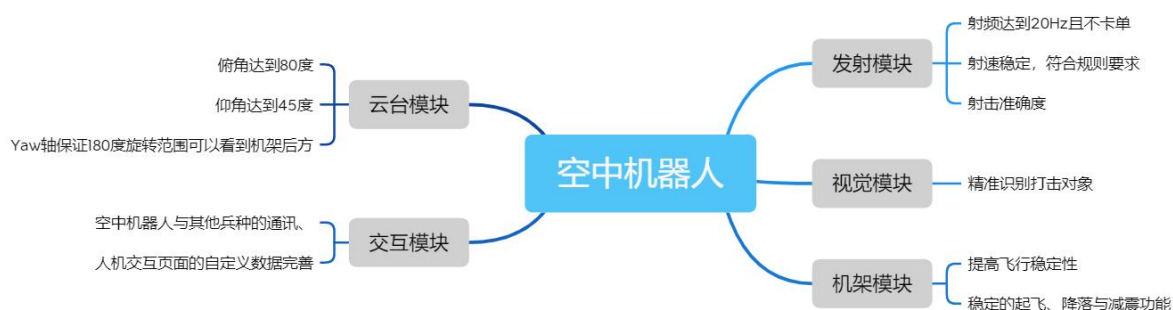 空中机器人
云台模块
俯角达到80度
仰角达到45度
Yaw轴保证180度旋转范围可以看到机架后方
交互模块
空中机器人与其他兵种的通讯、
人机交互页面的自定义数据完善
发射模块
射频达到20Hz且不卡单
射速稳定，符合规则要求
射击准确度
视觉模块
精准识别打击对象
机架模块
提高飞行稳定性
稳定的起飞、降落与减震功能